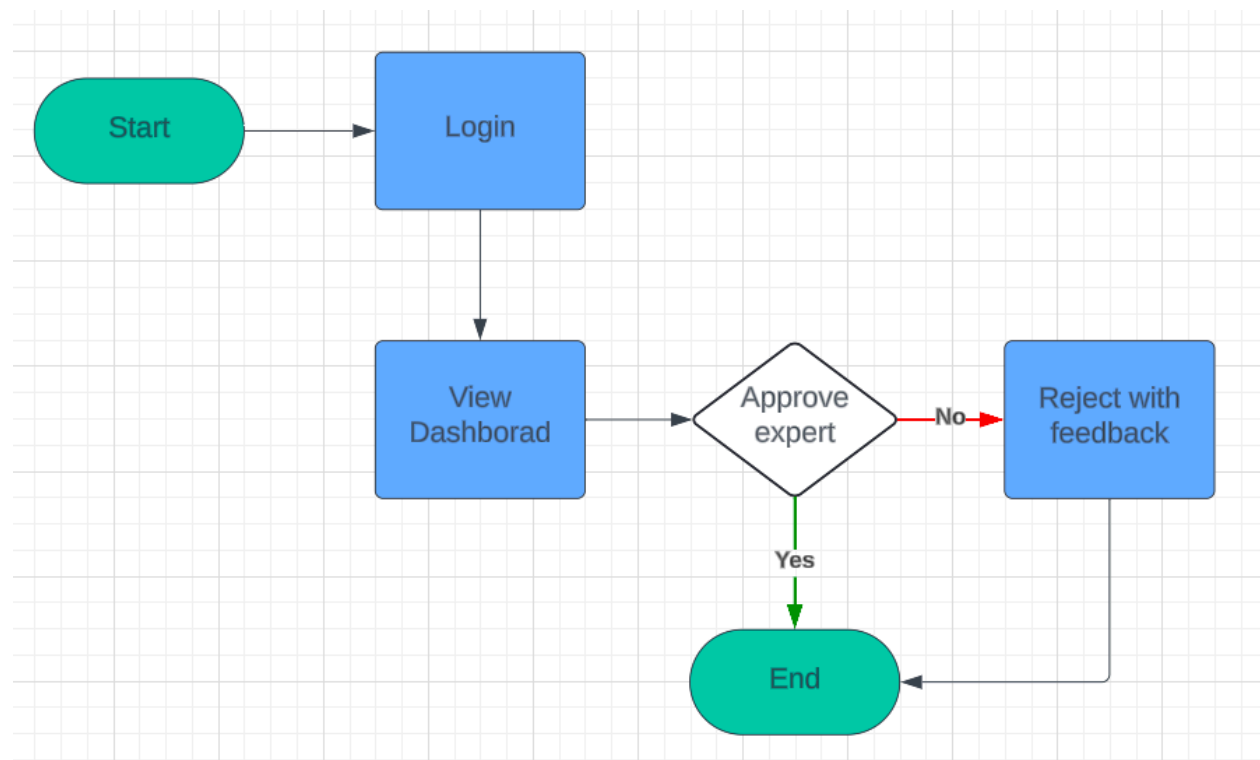 Start
Login
View
Dashborad
Approve
expert
No
Reject with
feedback
Yes
End